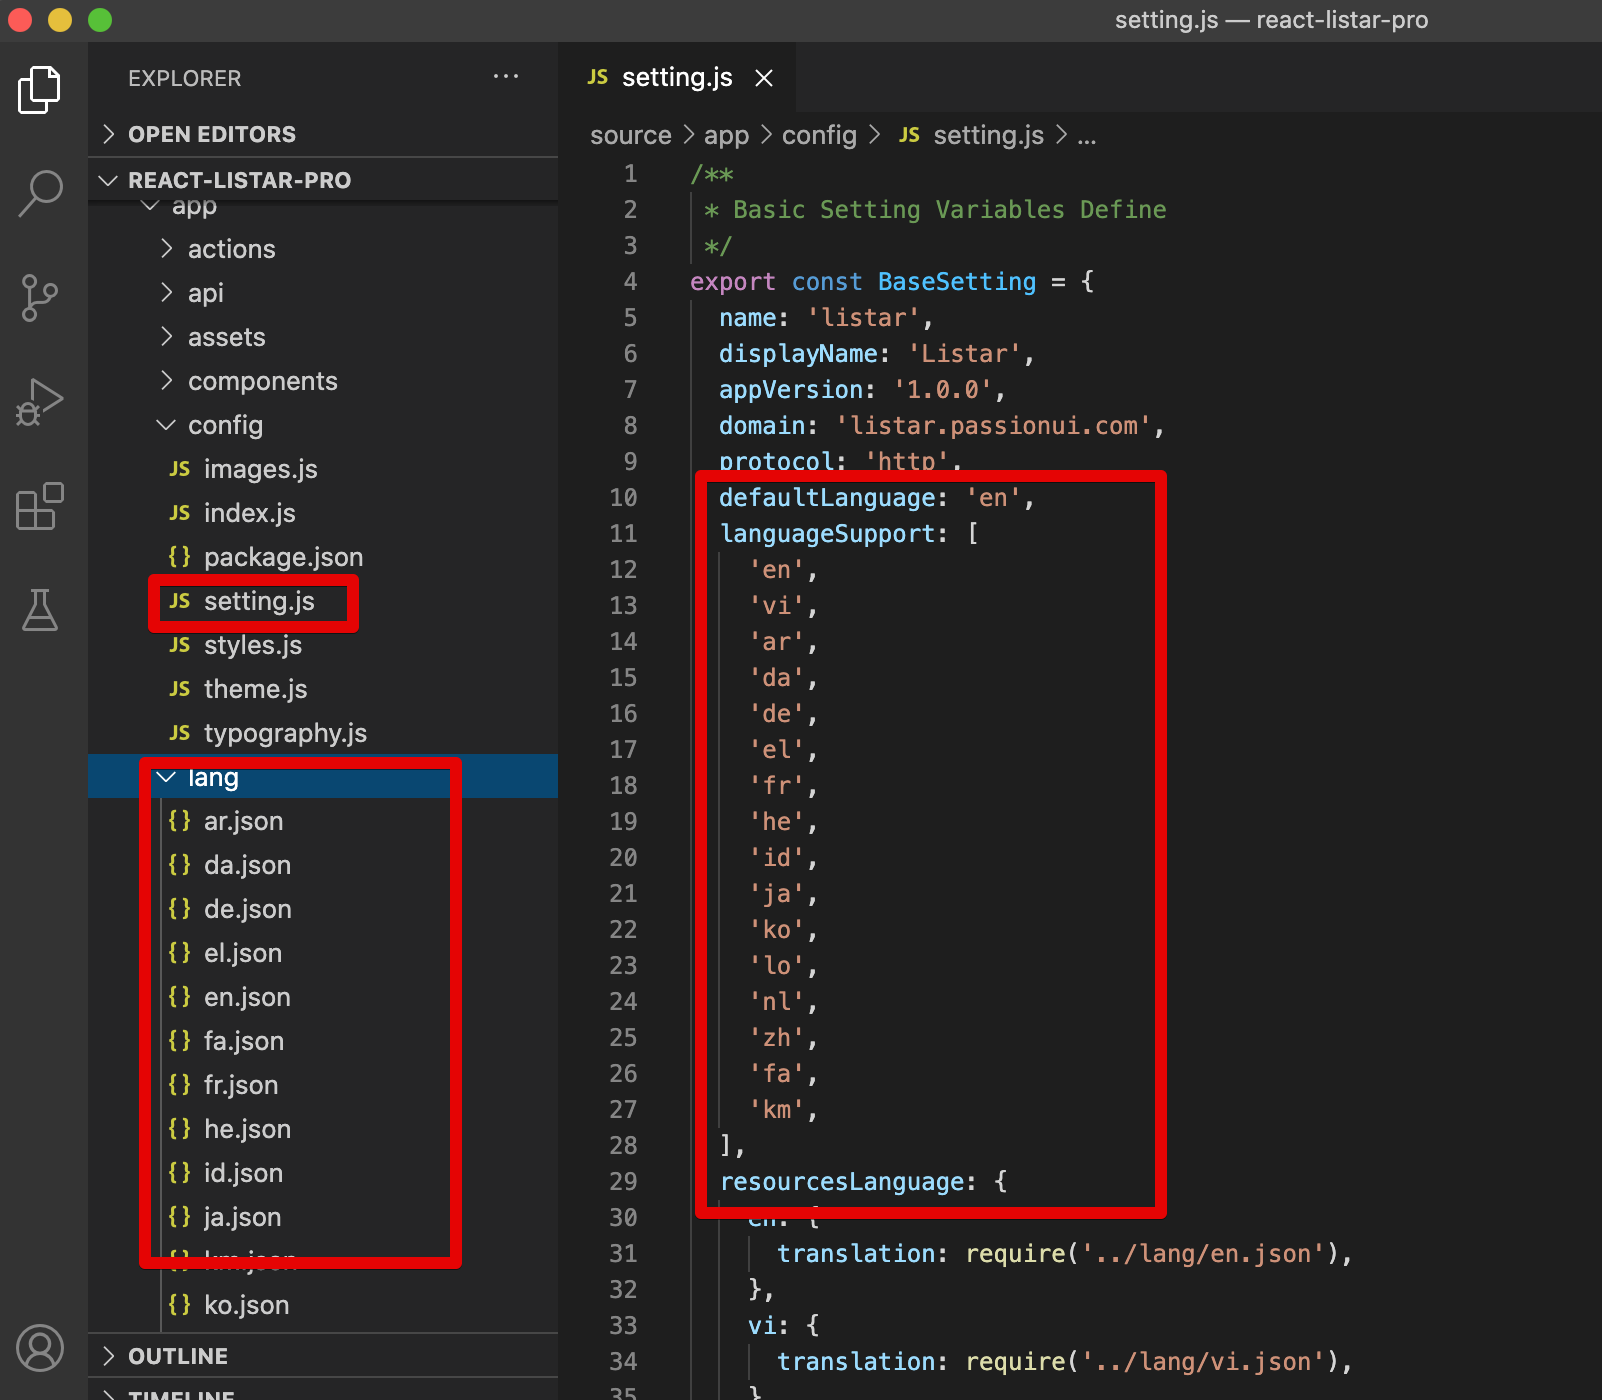 setting.js — react-listar-pro
EXPLORER
OPEN EDITORS
REACT-LISTAR-PRO
app
actions
api
assets
components
config
JS images.js
JS index.js
{} package.json
JS setting.js
JS styles.js
JS theme.js
JS typography.js
lang
{} ar.json
{} da.json
{} de.json
{} el.json
{} en.json
{} fa.json
{} fr.json
{} he.json
{} id.json
{} ja.json
{} km.json
{} ko.json
OUTLINE
TIMELINE
JS setting.js
source > app > config > JS setting.js > ...
1 /**
2 * Basic Setting Variables Define
3 */
4 export const BaseSetting = {
5 name: 'listar',
6 displayName: 'Listar',
7 appVersion: '1.0.0',
8 domain: 'listar.passionui.com',
9 protocol: 'http',
10 defaultLanguage: 'en',
11 languageSupport: [
12 'en',
13 'vi',
14 'ar',
15 'da',
16 'de',
17 'el',
18 'fr',
19 'he',
20 'id',
21 'ja',
22 'ko',
23 'lo',
24 'nl',
25 'zh',
26 'fa',
27 'km',
28 ],
29 resourcesLanguage: {
30 en: {
31 translation: require('../lang/en.json'),
32 },
33 vi: {
34 translation: require('../lang/vi.json'),
35 }